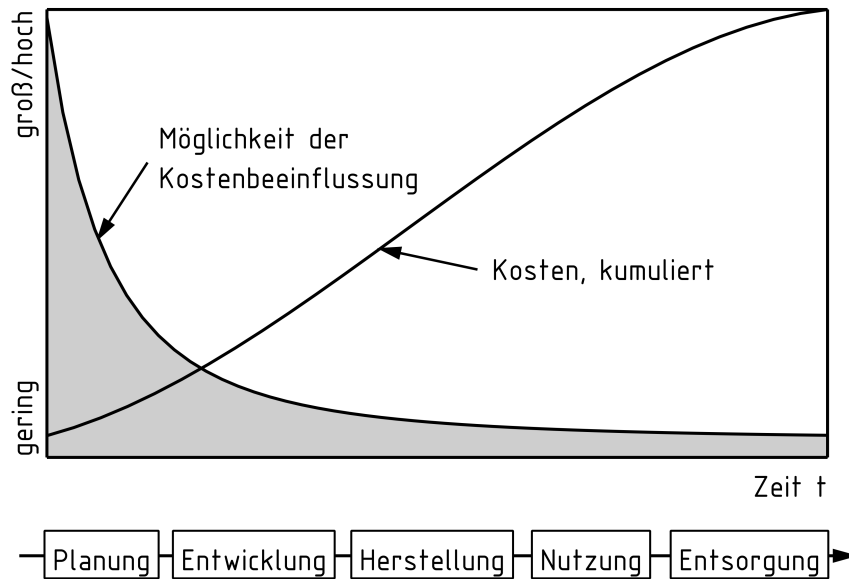 groß/hoch
Möglichkeit der
Kostenbeeinflussung
Kosten, kumuliert
gering
Zeit t
Planung
Entwicklung
Herstellung
Nutzung
Entsorgung